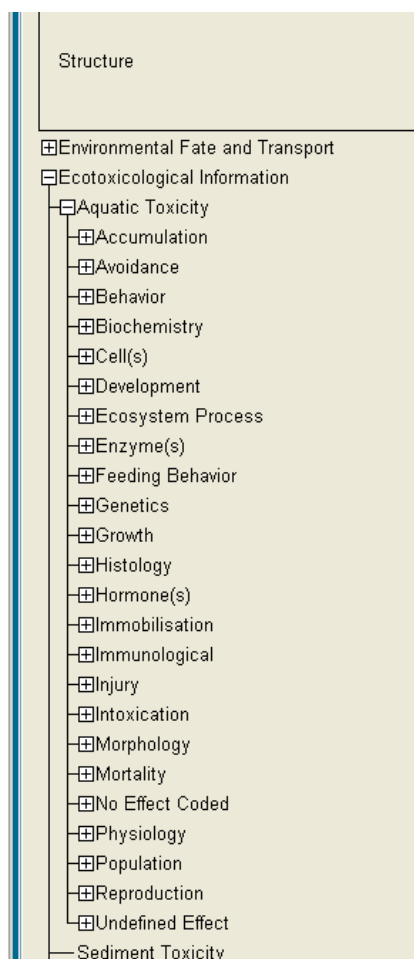 Structure
Environmental Fate and Transport
Ecotoxicological Information
Aquatic Toxicity
Accumulation
Avoidance
Behavior
Biochemistry
Cell(s)
Development
Ecosystem Process
Enzyme(s)
Feeding Behavior
Genetics
Growth
Histology
Hormone(s)
Immobilisation
Immunological
Injury
Intoxication
Morphology
Mortality
No Effect Coded
Physiology
Population
Reproduction
Undefined Effect
Sediment Toxicity